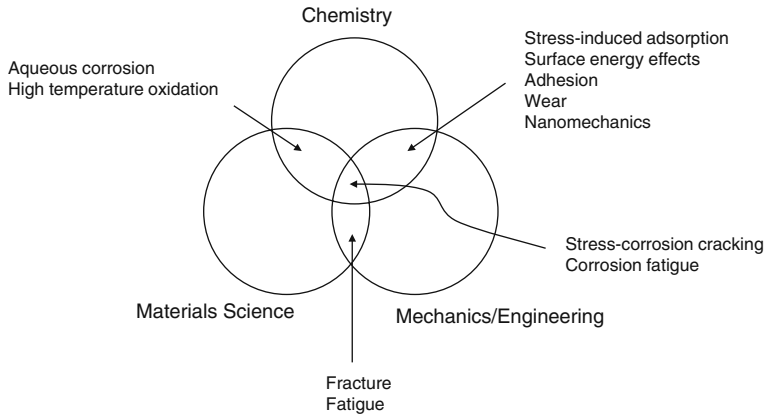 Chemistry
Aqueous corrosion
High temperature oxidation
Stress-induced adsorption
Surface energy effects
Adhesion
Wear
Nanomechanics
Stress-corrosion cracking
Corrosion fatigue
Materials Science
Mechanics/Engineering
Fracture
Fatigue